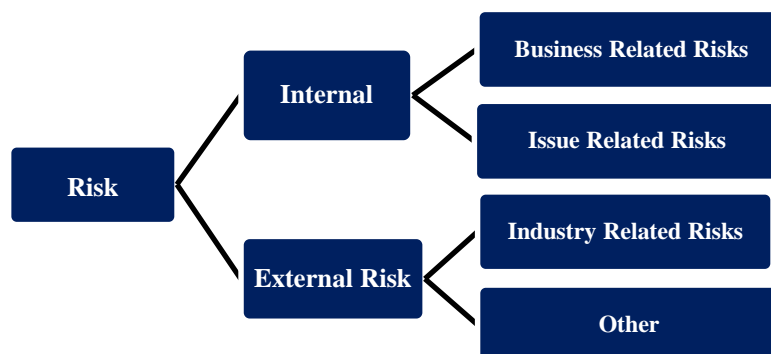 Risk
Internal
Business Related Risks
Issue Related Risks
External Risk
Industry Related Risks
Other